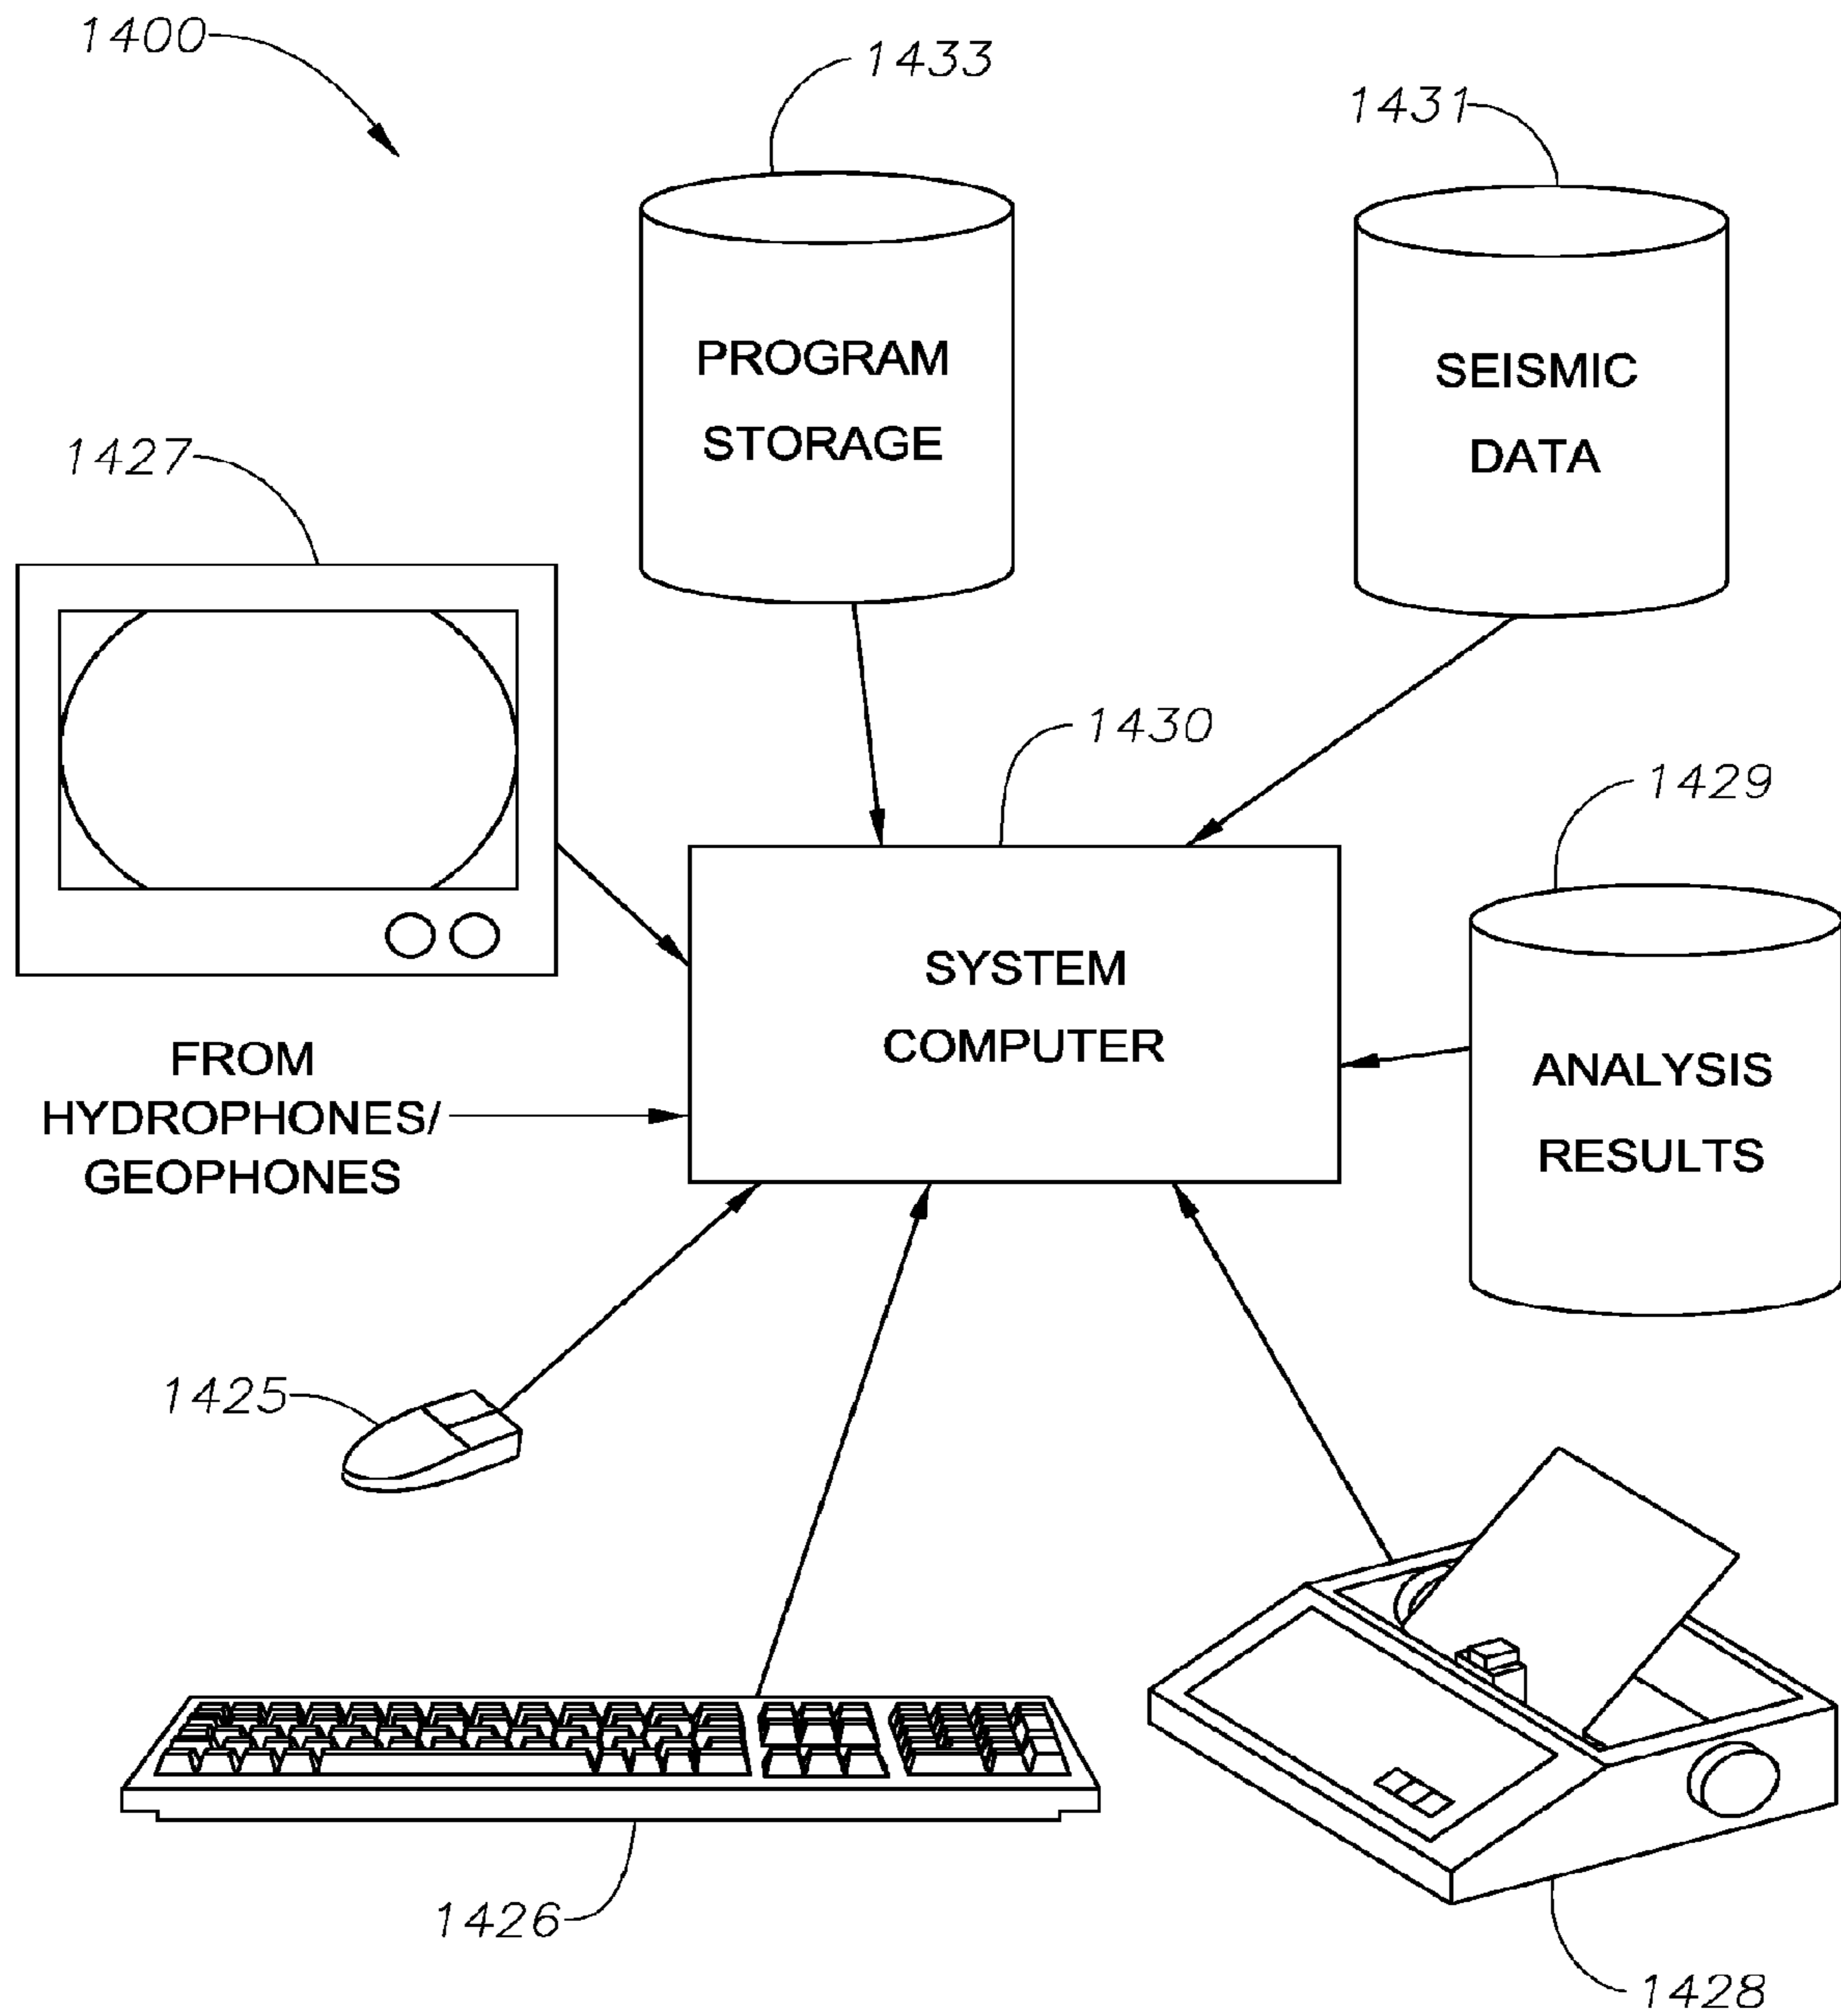 1400
1433
1431
PROGRAM
STORAGE
SEISMIC
DATA
1427
1430
1429
SYSTEM
COMPUTER
FROM
HYDROPHONES/
GEOPHONES
ANALYSIS
RESULTS
1425
1426
1428